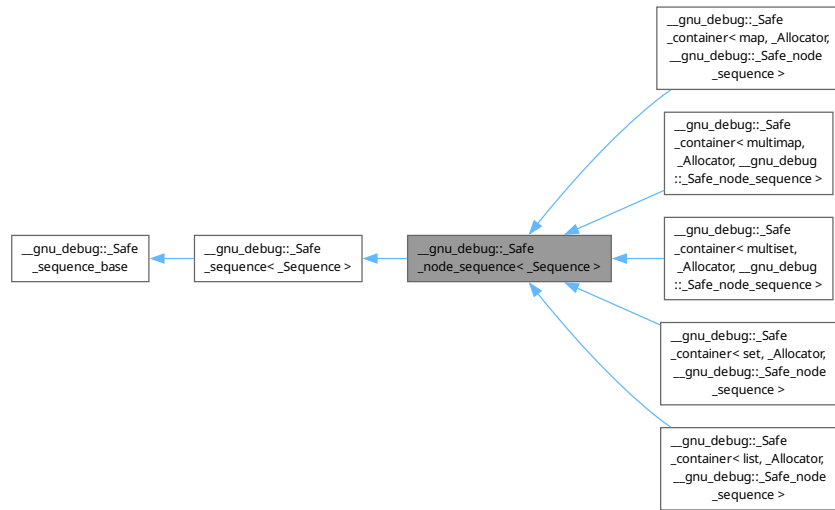 __gnu_debug::_Safe
_container< map, _Allocator,
__gnu_debug::_Safe_node
_sequence >
__gnu_debug::_Safe
_container< multimap,
_Allocator, __gnu_debug
::_Safe_node_sequence >
__gnu_debug::_Safe
_sequence_base
__gnu_debug::_Safe
_sequence< _Sequence >
__gnu_debug::_Safe
_node_sequence< _Sequence >
__gnu_debug::_Safe
_container< multiset,
_Allocator, __gnu_debug
::_Safe_node_sequence >
__gnu_debug::_Safe
_container< set, _Allocator,
__gnu_debug::_Safe_node
_sequence >
__gnu_debug::_Safe
_container< list, _Allocator,
__gnu_debug::_Safe_node
_sequence >